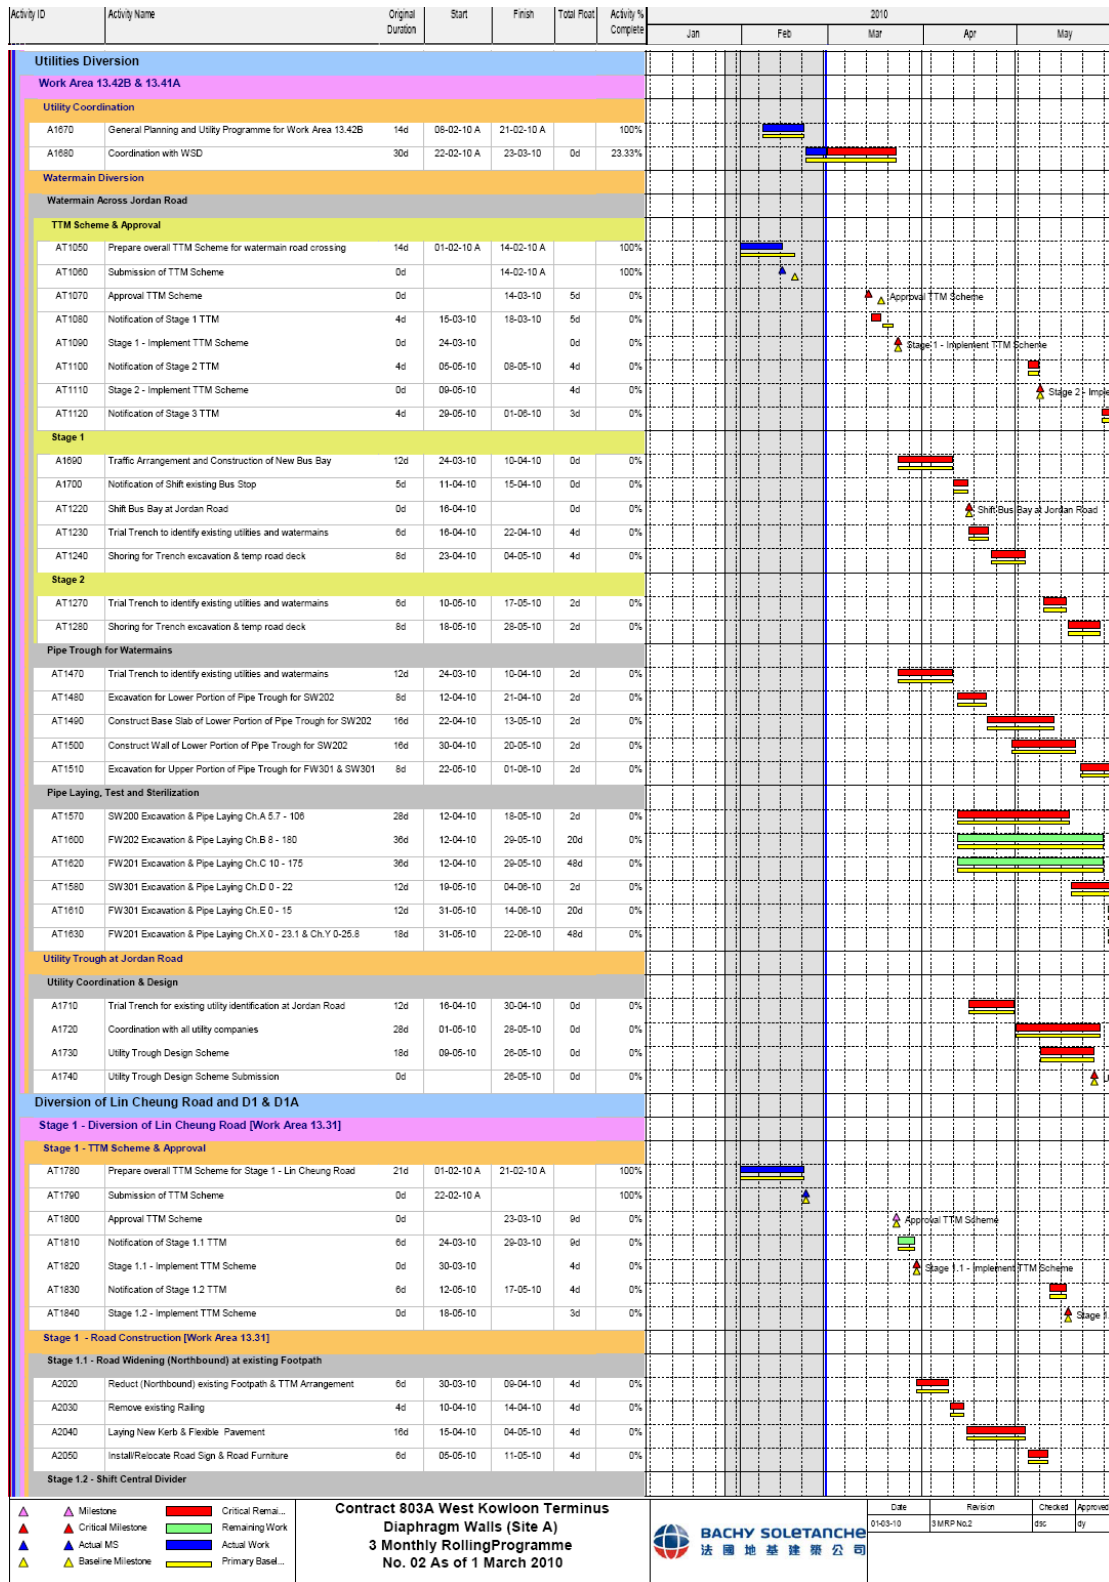 Activity ID Activity Name Original Duration Start Finish Total Float Activity % Complete 2010
Jan Feb Mar Apr May
Utilities Diversion
Work Area 13.42B & 13.41A
Utility Coordination
A1670 General Planning and Utility Programme for Work Area 13.42B 14d 08-02-10 A 21-02-10 A 100%
A1680 Coordination with WSD 30d 22-02-10 A 23-03-10 0d 23.33%
Watermain Diversion
Watermain Across Jordan Road
TTM Scheme & Approval
AT1050 Prepare overall TTM Scheme for watermain road crossing 14d 01-02-10 A 14-02-10 A 100%
AT1060 Submission of TTM Scheme 0d 14-02-10 A 100%
AT1070 Approval TTM Scheme 0d 14-03-10 5d 0% Approval TTM Scheme
AT1080 Notification of Stage 1 TTM 4d 15-03-10 18-03-10 5d 0%
AT1090 Stage 1 - Implement TTM Scheme 0d 24-03-10 0d 0% Stage 1 - Implement TTM Scheme
AT1100 Notification of Stage 2 TTM 4d 05-05-10 08-05-10 4d 0%
AT1110 Stage 2 - Implement TTM Scheme 0d 09-05-10 4d 0% Stage 2 - Imple
AT1120 Notification of Stage 3 TTM 4d 29-05-10 01-06-10 3d 0%
Stage 1
A1690 Traffic Arrangement and Construction of New Bus Bay 12d 24-03-10 10-04-10 0d 0%
A1700 Notification of Shift existing Bus Stop 5d 11-04-10 15-04-10 0d 0%
AT1220 Shift Bus Bay at Jordan Road 0d 16-04-10 0d 0% Shift Bus Bay at Jordan Road
AT1230 Trial Trench to identify existing utilities and watermains 6d 16-04-10 22-04-10 4d 0%
AT1240 Shoring for Trench excavation & temp road deck 8d 23-04-10 04-05-10 4d 0%
Stage 2
AT1270 Trial Trench to identify existing utilities and watermains 6d 10-05-10 17-05-10 2d 0%
AT1280 Shoring for Trench excavation & temp road deck 8d 18-05-10 28-05-10 2d 0%
Pipe Trough for Watermains
AT1470 Trial Trench to identify existing utilities and watermains 12d 24-03-10 10-04-10 2d 0%
AT1480 Excavation for Lower Portion of Pipe Trough for SW202 8d 12-04-10 21-04-10 2d 0%
AT1490 Construct Base Slab of Lower Portion of Pipe Trough for SW202 16d 22-04-10 13-05-10 2d 0%
AT1500 Construct Wall of Lower Portion of Pipe Trough for SW202 16d 30-04-10 20-05-10 2d 0%
AT1510 Excavation for Upper Portion of Pipe Trough for FW301 & SW301 8d 22-05-10 01-06-10 2d 0%
Pipe Laying, Test and Sterilization
AT1570 SW200 Excavation & Pipe Laying Ch.A 5.7 - 106 28d 12-04-10 18-05-10 2d 0%
AT1600 FW202 Excavation & Pipe Laying Ch.B 8 - 180 36d 12-04-10 29-05-10 20d 0%
AT1620 FW201 Excavation & Pipe Laying Ch.C 10 - 175 36d 12-04-10 29-05-10 48d 0%
AT1580 SW301 Excavation & Pipe Laying Ch.D 0 - 22 12d 19-05-10 04-06-10 2d 0%
AT1610 FW301 Excavation & Pipe Laying Ch.E 0 - 15 12d 31-05-10 14-06-10 20d 0%
AT1630 FW201 Excavation & Pipe Laying Ch.X 0 - 23.1 & Ch.Y 0-25.8 18d 31-05-10 22-06-10 48d 0%
Utility Trough at Jordan Road
Utility Coordination & Design
A1710 Trial Trench for existing utility identification at Jordan Road 12d 16-04-10 30-04-10 0d 0%
A1720 Coordination with all utility companies 28d 01-05-10 28-05-10 0d 0%
A1730 Utility Trough Design Scheme 18d 09-05-10 26-05-10 0d 0%
A1740 Utility Trough Design Scheme Submission 0d 26-05-10 0d 0%
Diversion of Lin Cheung Road and D1 & D1A
Stage 1 - Diversion of Lin Cheung Road [Work Area 13.31]
Stage 1 - TTM Scheme & Approval
AT1780 Prepare overall TTM Scheme for Stage 1 - Lin Cheung Road 21d 01-02-10 A 21-02-10 A 100%
AT1790 Submission of TTM Scheme 0d 22-02-10 A 100%
AT1800 Approval TTM Scheme 0d 23-03-10 9d 0% Approval TTM Scheme
AT1810 Notification of Stage 1.1 TTM 6d 24-03-10 29-03-10 9d 0%
AT1820 Stage 1.1 - Implement TTM Scheme 0d 30-03-10 4d 0% Stage 1.1 - Implement TTM Scheme
AT1830 Notification of Stage 1.2 TTM 6d 12-05-10 17-05-10 4d 0%
AT1840 Stage 1.2 - Implement TTM Scheme 0d 18-05-10 3d 0% Stage 1.
Stage 1 - Road Construction [Work Area 13.31]
Stage 1.1 - Road Widening (Northbound) at existing Footpath
A2020 Reduct (Northbound) existing Footpath & TTM Arrangement 6d 30-03-10 09-04-10 4d 0%
A2030 Remove existing Railing 4d 10-04-10 14-04-10 4d 0%
A2040 Laying New Kerb & Flexible Pavement 16d 15-04-10 04-05-10 4d 0%
A2050 Install/Relocate Road Sign & Road Furniture 6d 05-05-10 11-05-10 4d 0%
Stage 1.2 - Shift Central Divider
Milestone Critical Remai...
Critical Milestone Remaining Work
Actual MS Actual Work
Baseline Milestone Primary Basel...
Contract 803A West Kowloon Terminus
Diaphragm Walls (Site A)
3 Monthly RollingProgramme
No. 02 As of 1 March 2010
BACHY SOLETANCHE
法國地基建築公司
Date Revision Checked Approved
01-03-10 3MRP No.2 dsc dy